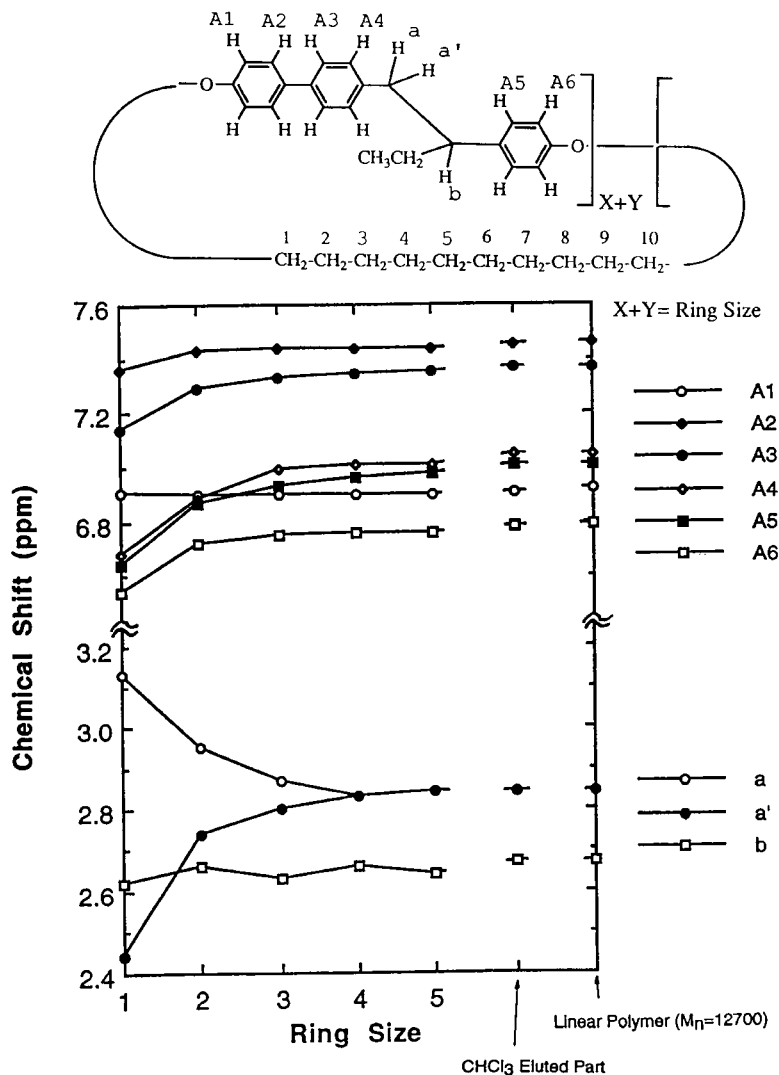 A1 A2 A3 A4
a
a'
H H H H H H
A5 A6
H H
—O
O
CH₃CH₂
H
b
H H H H
H H
X+Y
1 2 3 4 5 6 7 8 9 10
CH₂-CH₂-CH₂-CH₂-CH₂-CH₂-CH₂-CH₂-CH₂-CH₂-
X+Y= Ring Size
7.6
7.2
6.8
3.2
3.0
2.8
2.6
2.4
Chemical Shift (ppm)
A1
A2
A3
A4
A5
A6
a
a'
b
1 2 3 4 5
Ring Size
Linear Polymer (Mn=12700)
CHCl₃ Eluted Part